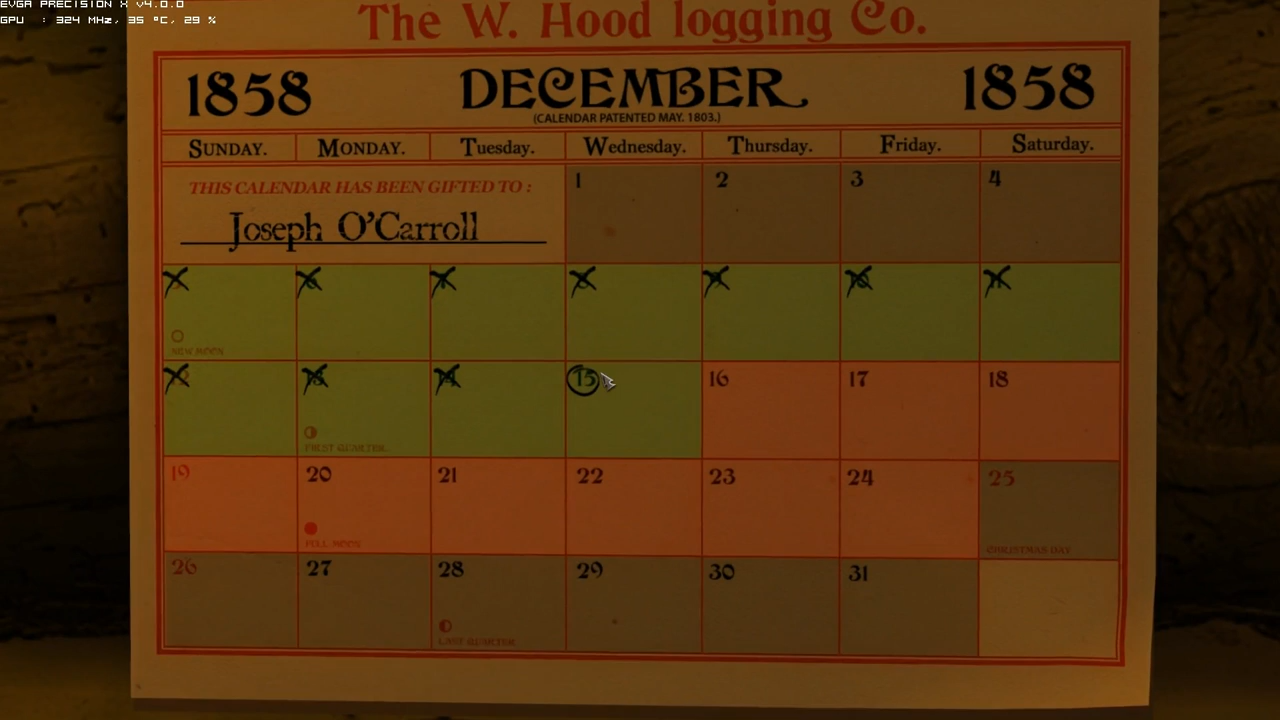 EVGA PRECISION X V4.0.0
GPU : 324 MHz, 35 ºC, 29 %
The W. Hood logging Co.
1858 DECEMBER 1858
(CALENDAR PATENTED MAY. 1803.)
SUNDAY. MONDAY. Tuesday. Wednesday. Thursday. Friday. Saturday.
THIS CALENDAR HAS BEEN GIFTED TO :
Joseph O'Carroll
1 2 3 4
NEW MOON
15 16 17 18
FIRST QUARTER.
19 20 21 22 23 24 25
FULL MOON
CHRISTMAS DAY
26 27 28 29 30 31
LAST QUARTER